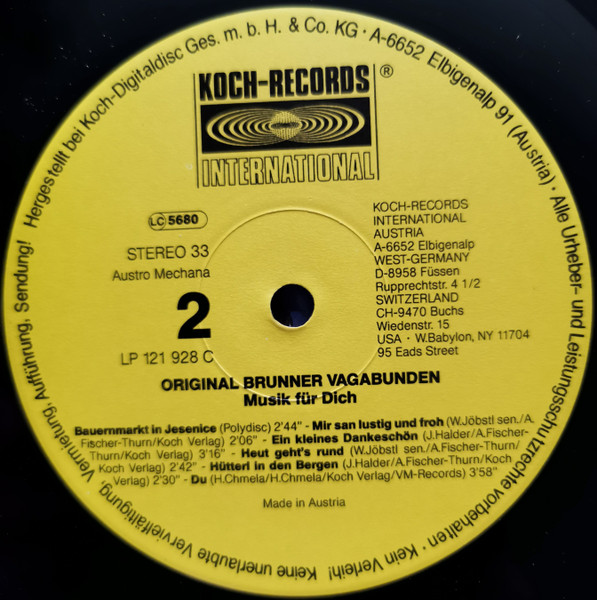 Hergestellt bei Koch-Digitaldisc Ges. m. b. H. & Co. KG · A-6652 Elbigenalp 91 (Austria) · Alle Urheber- und Leistungsschutzrechte vorbehalten · Kein Verleih! Keine unerlaubte Vervielfältigung, Vermietung, Aufführung, Sendung!
KOCH-RECORDS
®
INTERNATIONAL
LC 5680
STEREO 33
Austro Mechana
2
LP 121 928 C
KOCH-RECORDS
INTERNATIONAL
AUSTRIA
A-6652 Elbigenalp
WEST-GERMANY
D-8958 Füssen
Rupprechtstr. 4 1/2
SWITZERLAND
CH-9470 Buchs
Wiedenstr. 15
USA · W.Babylon, NY 11704
95 Eads Street
ORIGINAL BRUNNER VAGABUNDEN
Musik für Dich
Bauernmarkt in Jesenice (Polydisc) 2'44" - Mir san lustig und froh (W.Jöbstl sen./A.
Fischer-Thurn/Koch Verlag) 2'06" - Ein kleines Dankeschön (J.Halder/A.Fischer-
Thurn/Koch Verlag) 3'16" - Heut geht's rund (W.Jöbstl sen./A.Fischer-Thurn/
Koch Verlag) 2'42" - Hütterl in den Bergen (J.Halder/A.Fischer-Thurn/Koch
Verlag) 2'30" - Du (H.Chmela/H.Chmela/Koch Verlag/VM-Records) 3'58"
Made in Austria